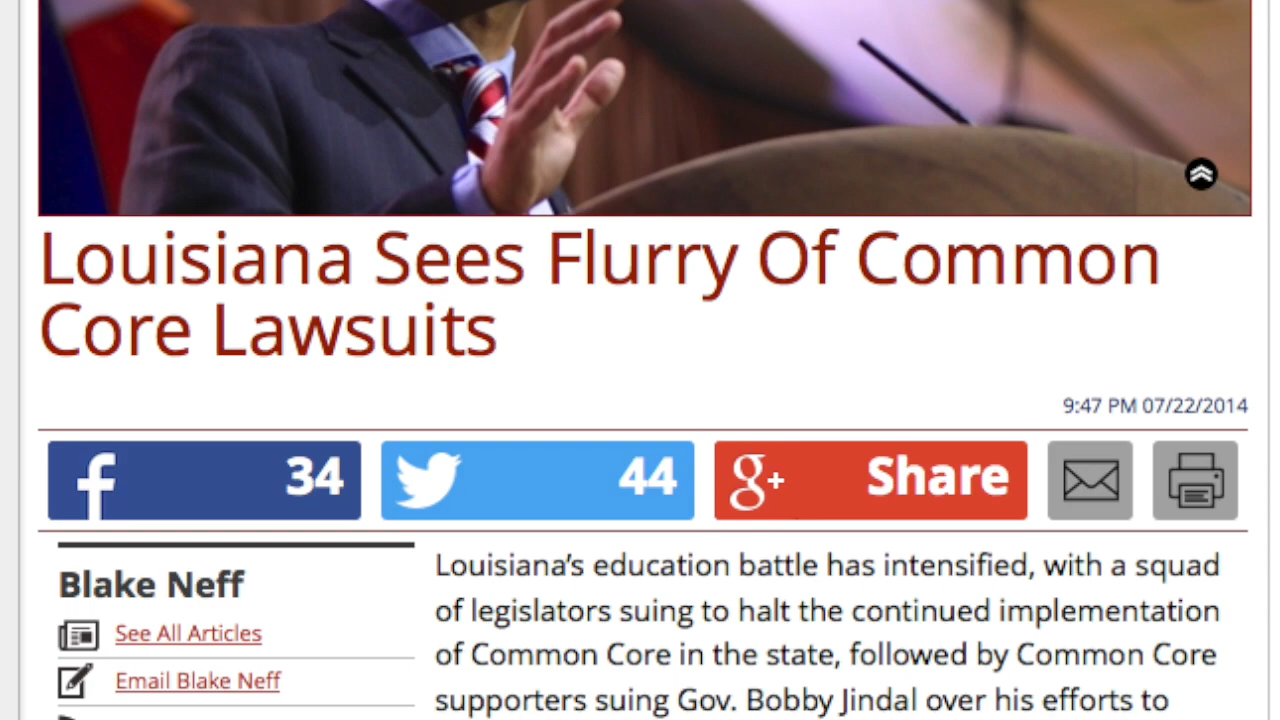 Louisiana Sees Flurry Of Common
Core Lawsuits
9:47 PM 07/22/2014
34
44
g+ Share
Blake Neff
See All Articles
Email Blake Neff
Louisiana’s education battle has intensified, with a squad
of legislators suing to halt the continued implementation
of Common Core in the state, followed by Common Core
supporters suing Gov. Bobby Jindal over his efforts to